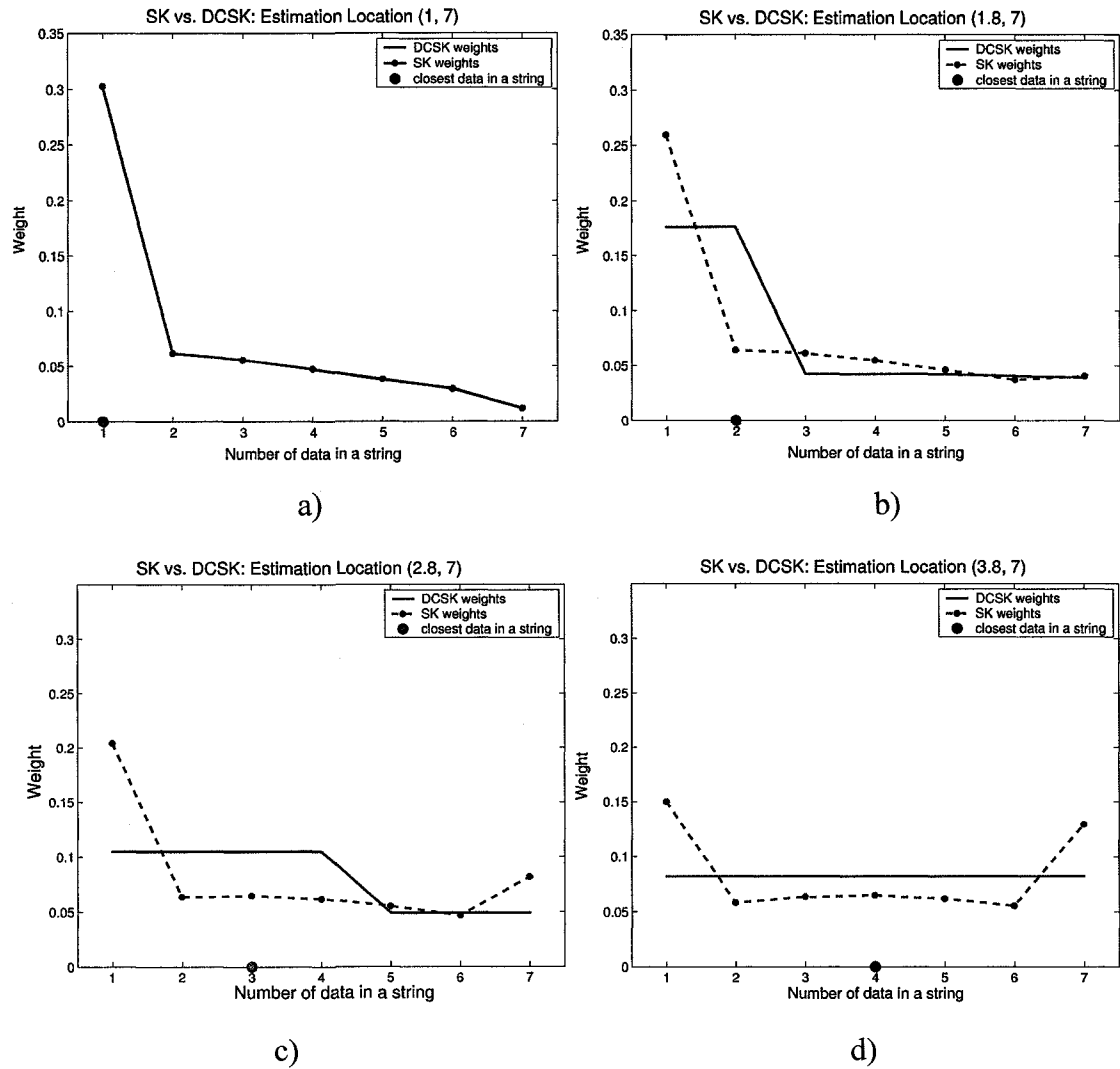 SK vs. DCSK: Estimation Location (1, 7)
0.35
0.3
0.25
0.2
0.15
0.1
0.05
0
Weight
DCSK weights
SK weights
closest data in a string
1 2 3 4 5 6 7
Number of data in a string
a)
SK vs. DCSK: Estimation Location (1.8, 7)
0.35
0.3
0.25
0.2
0.15
0.1
0.05
0
Weight
DCSK weights
SK weights
closest data in a string
1 2 3 4 5 6 7
Number of data in a string
b)
SK vs. DCSK: Estimation Location (2.8, 7)
0.3
0.25
0.2
0.15
0.1
0.05
0
Weight
DCSK weights
SK weights
closest data in a string
1 2 3 4 5 6 7
Number of data in a string
c)
SK vs. DCSK: Estimation Location (3.8, 7)
0.3
0.25
0.2
0.15
0.1
0.05
0
Weight
DCSK weights
SK weights
closest data in a string
1 2 3 4 5 6 7
Number of data in a string
d)